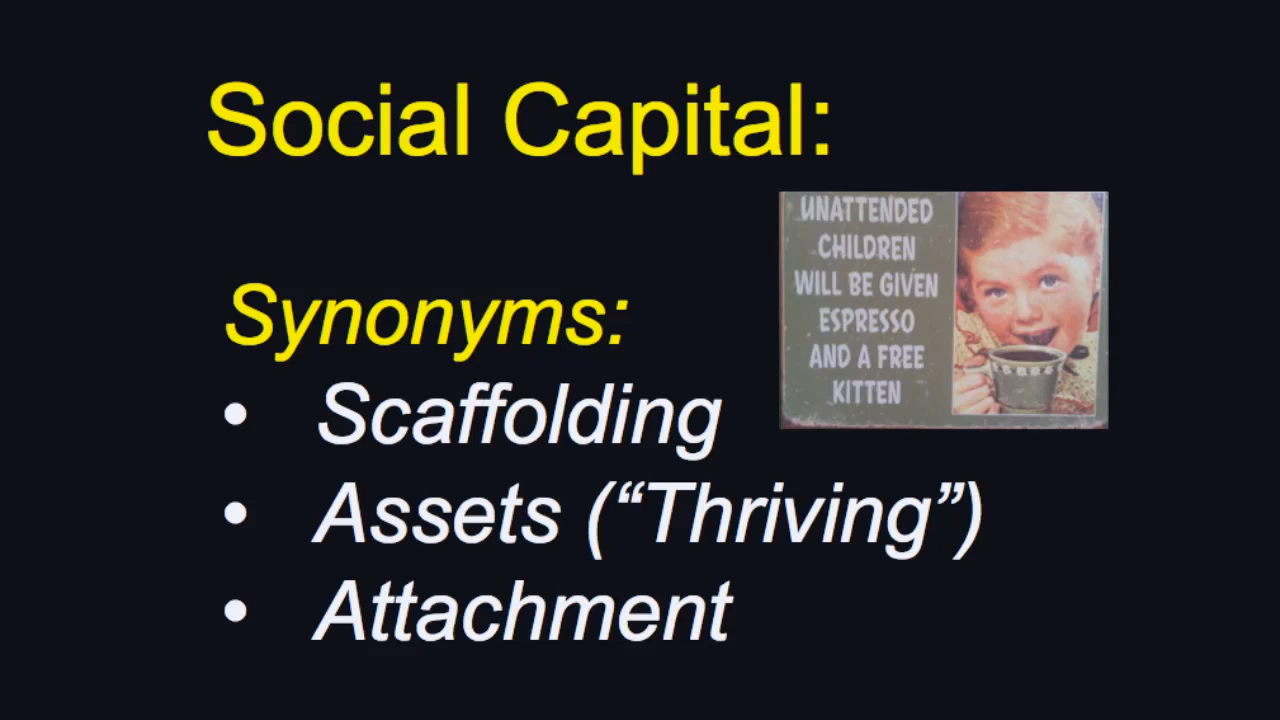 Social Capital:
UNATTENDED
CHILDREN
WILL BE GIVEN
ESPRESSO
AND A FREE
KITTEN
Synonyms:
• Scaffolding
• Assets (“Thriving”)
• Attachment